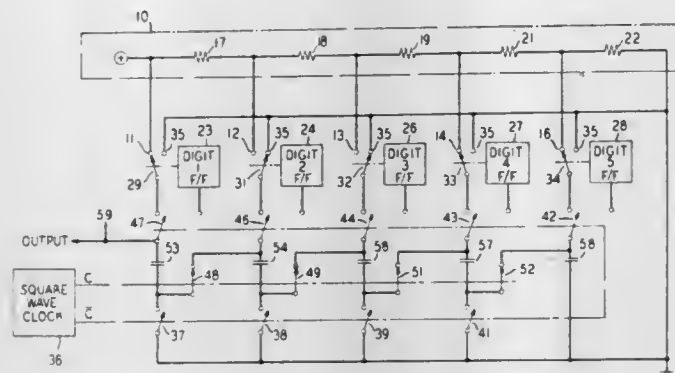 10
17 18 19 21 22
11 35 23 12 35 24 13 35 26 14 35 27 16 35 28
DIGIT 1 F/F
DIGIT 2 F/F
DIGIT F/F
DIGIT 4 F/F
DIGIT 5 F/F
29 31 32 33 34
59 47 46 44 43 42
OUTPUT
53 54 58 57 58
48 49 51 52
SQUARE WAVE CLOCK
C
C̅
37 38 39 41
36